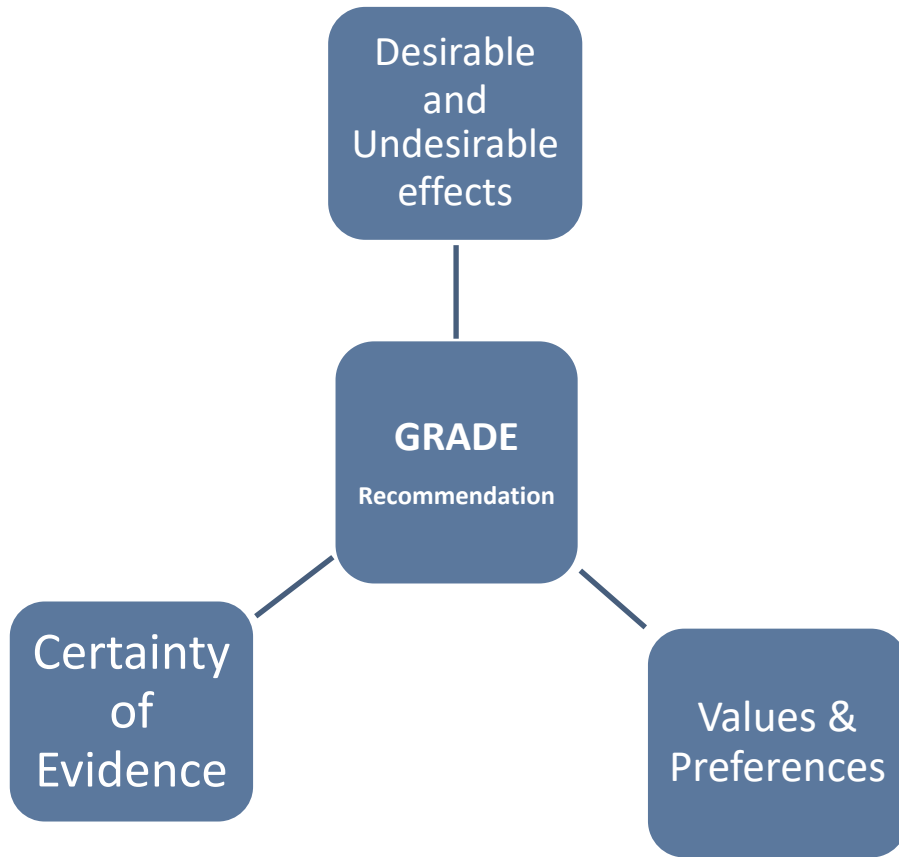 Desirable
and
Undesirable
effects
GRADE
Recommendation
Certainty
of
Evidence
Values &
Preferences